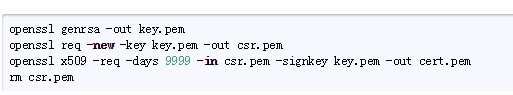 openssl genrsa -out key.pem
openssl req -new -key key.pem -out csr.pem
openssl x509 -req -days 9999 -in csr.pem -signkey key.pem -out cert.pem
rm csr.pem